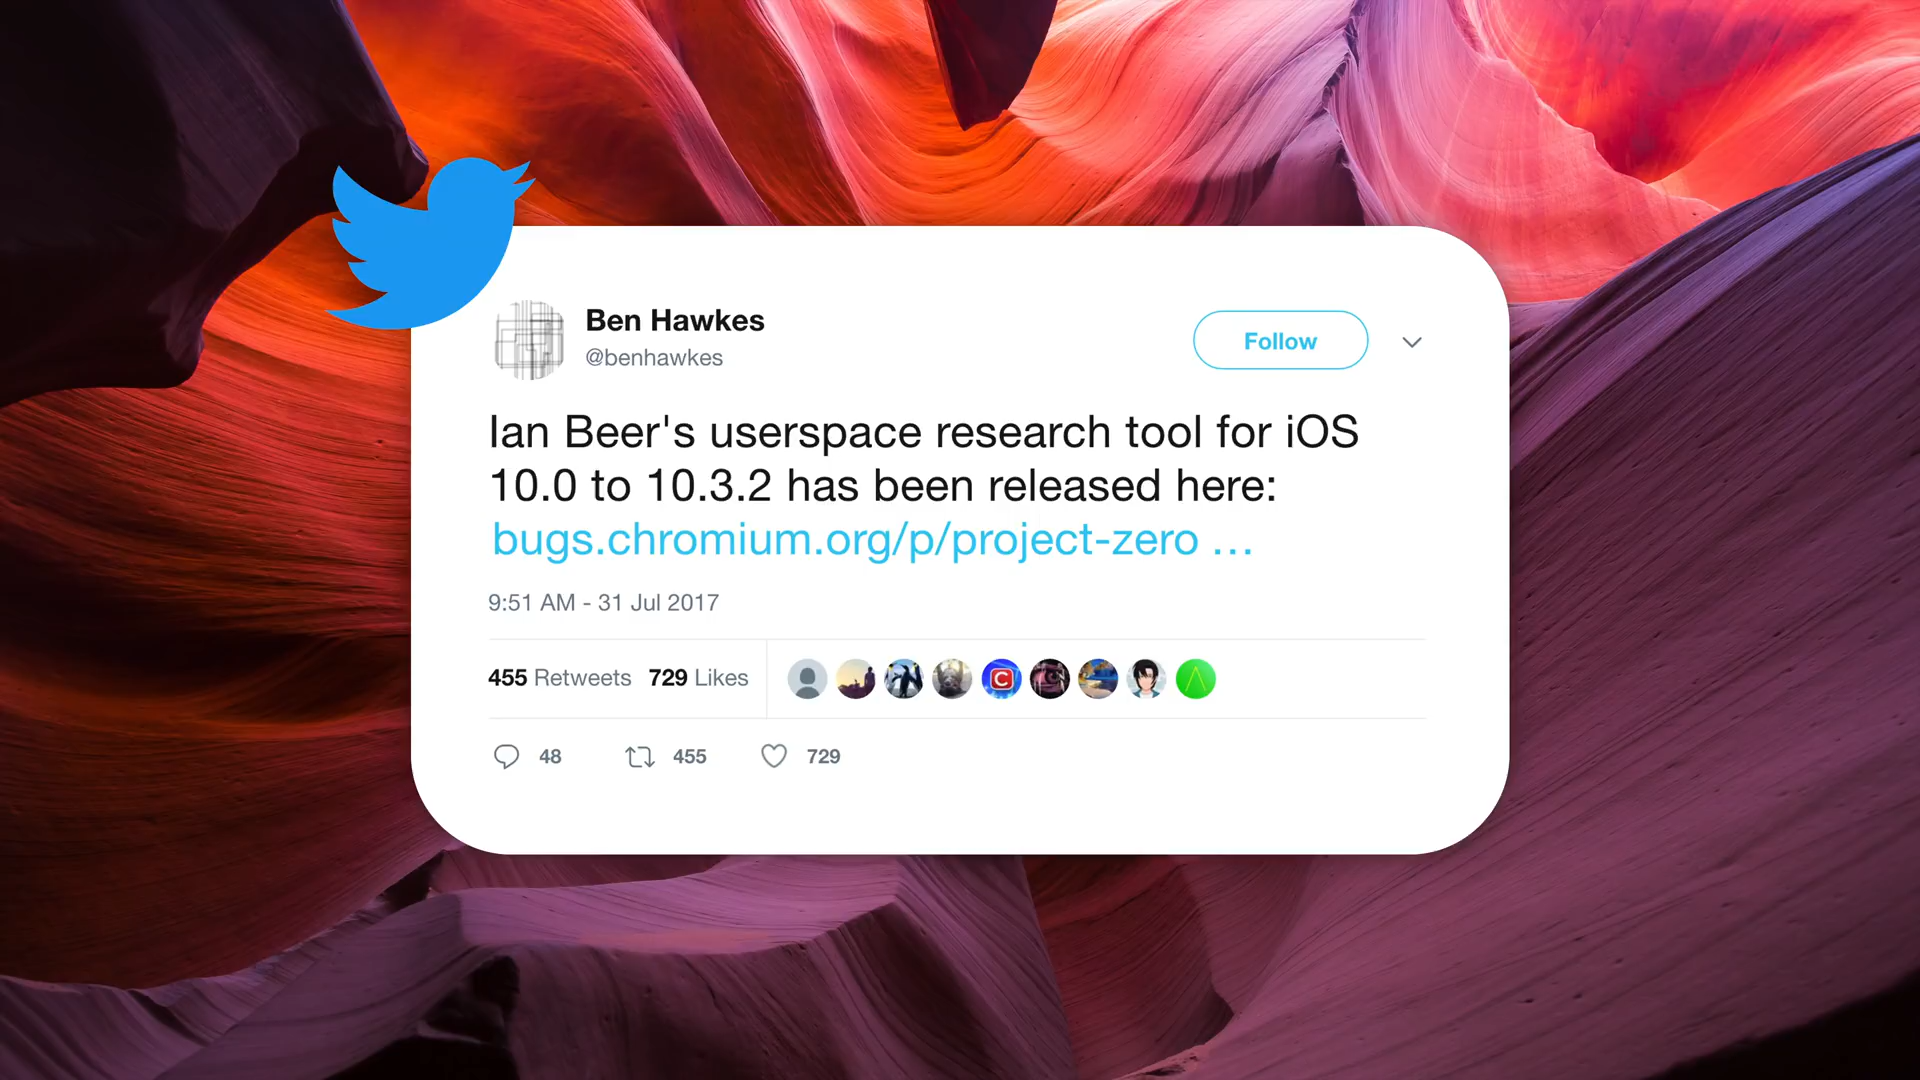 Ben Hawkes
@benhawkes
Follow
Ian Beer's userspace research tool for iOS
10.0 to 10.3.2 has been released here:
bugs.chromium.org/p/project-zero ...
9:51 AM - 31 Jul 2017
455 Retweets 729 Likes
C
48 455 729